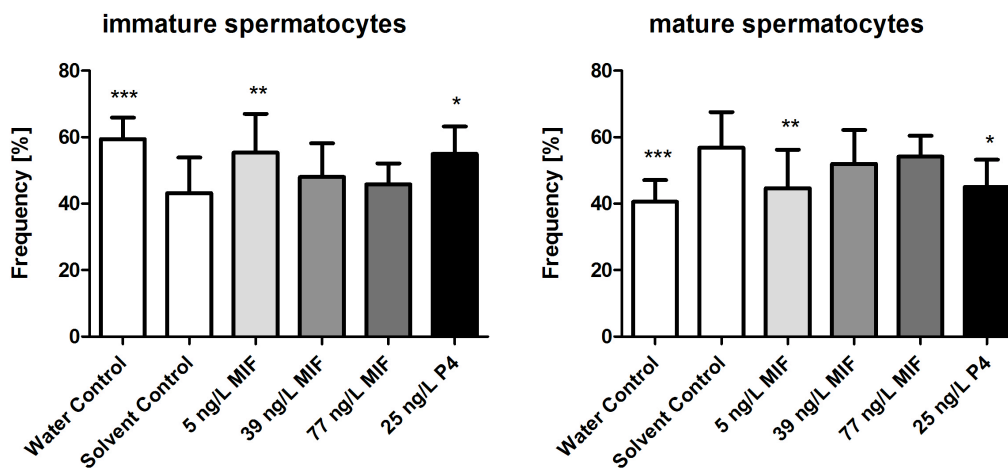 immature spermatocytes
Frequency [%]
80
60
40
20
0
***
**
*
Water Control
Solvent Control
5 ng/L MIF
39 ng/L MIF
77 ng/L MIF
25 ng/L P4
mature spermatocytes
Frequency [%]
80
60
40
20
0
***
**
*
Water Control
Solvent Control
5 ng/L MIF
39 ng/L MIF
77 ng/L MIF
25 ng/L P4